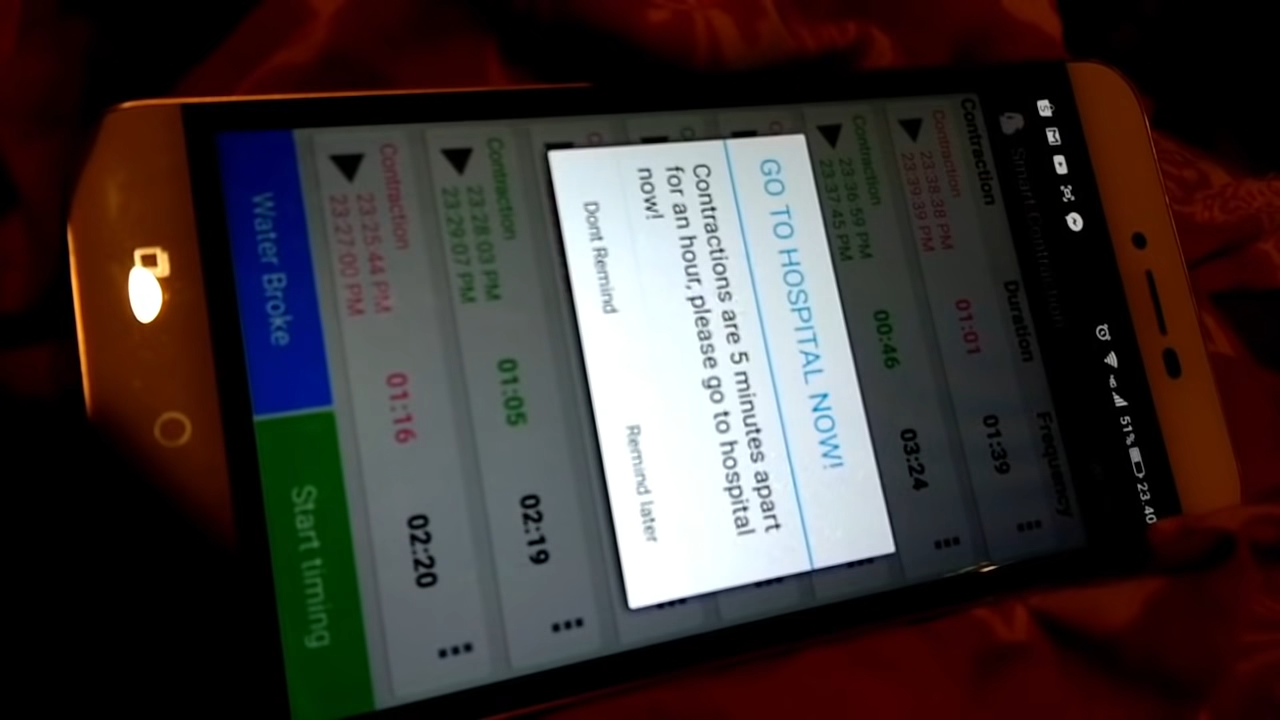 51% 23.40
Smart Contraction
Contraction Duration Frequency
Contraction
23:38:38 PM 01:01 01:39
23:39:39 PM
Contraction
23:36:59 PM 00:46 03:24
23:37:45 PM
GO TO HOSPITAL NOW!
Contractions are 5 minutes apart
for an hour, please go to hospital
now!
Dont Remind Remind later
Contraction
23:28:03 PM 01:05 02:19
23:29:07 PM
Contraction
23:25:44 PM 01:16 02:20
23:27:00 PM
Water Broke Start timing